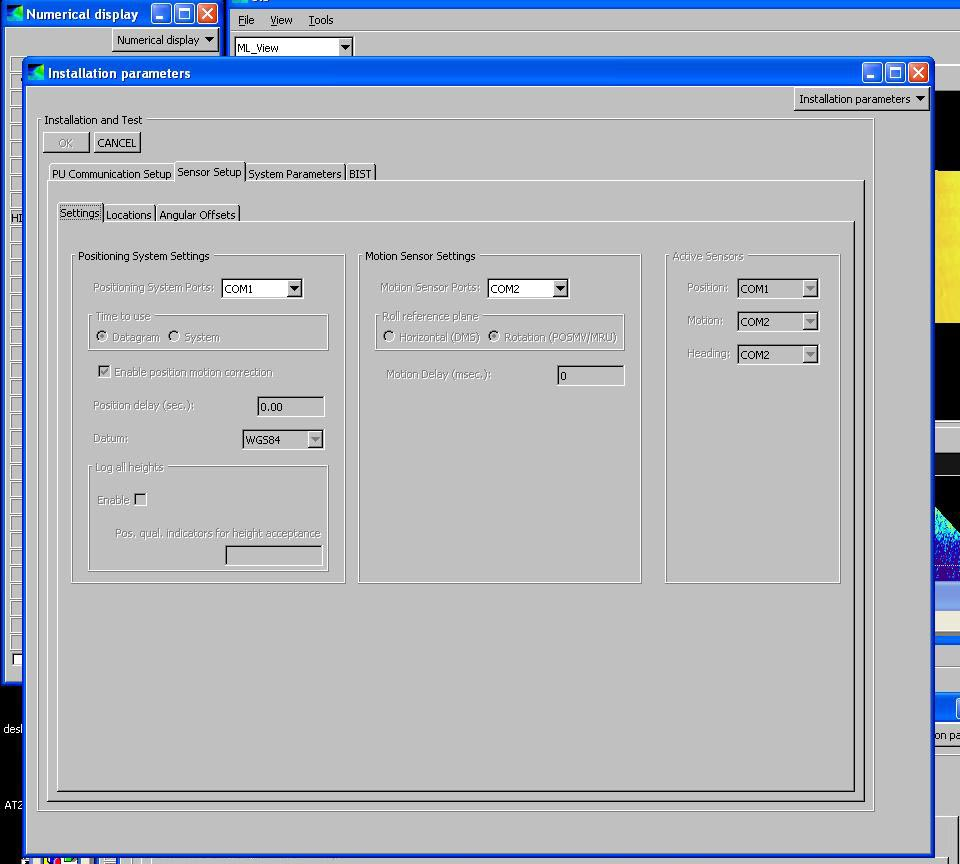 Numerical display
File View Tools
Numerical display
ML_View
Installation parameters
Installation parameters
Installation and Test
OK CANCEL
PU Communication Setup Sensor Setup System Parameters BIST
Settings Locations Angular Offsets
HI
Positioning System Settings Motion Sensor Settings Active Sensors
Positioning System Ports: COM1 Motion Sensor Ports: COM2 Position: COM1
Time to use Roll reference plane Motion: COM2
Datagram System Horizontal (DMS) Rotation (POSMV/MRU)
Heading: COM2
Enable position motion correction Motion Delay (msec.): 0
Position delay (sec.): 0.00
Datum: WGS84
Log all heights
Enable
Pos. qual. indicators for height acceptance
desl
on pa
AT2